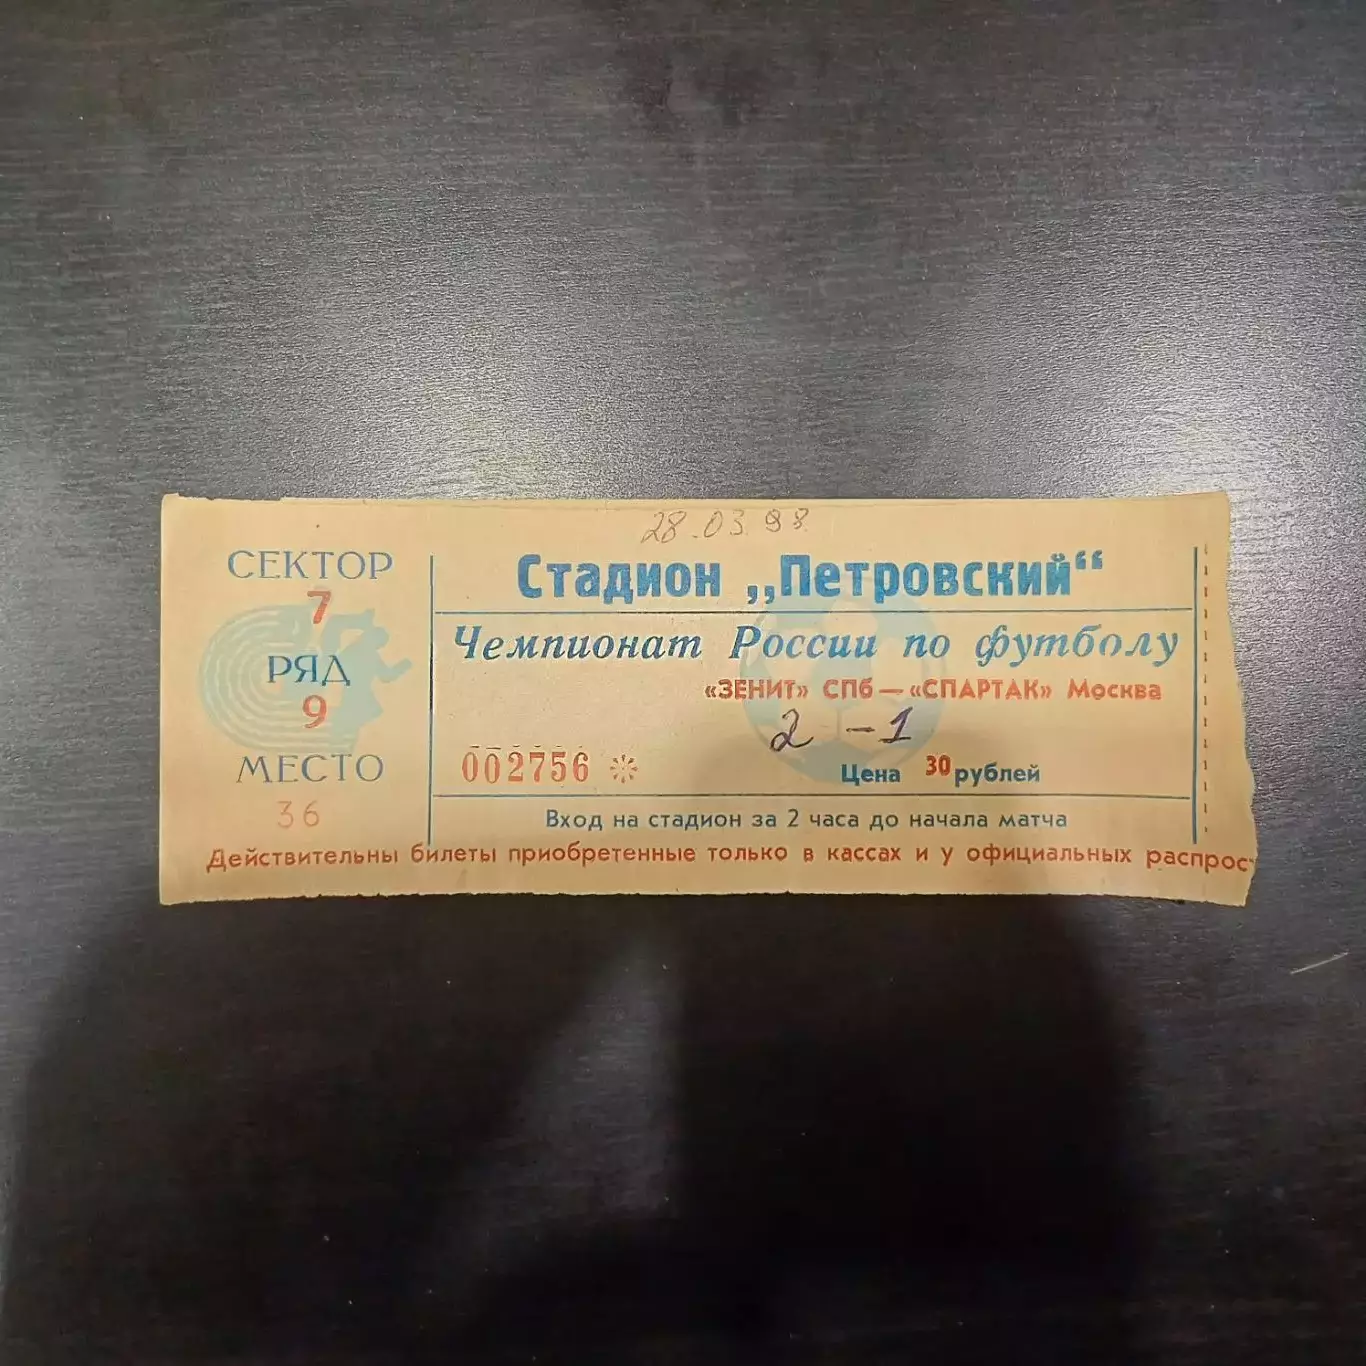 28.03.98
СЕКТОР
7
РЯД
9
МЕСТО
36
Стадион „Петровский“
Чемпионат России по футболу
«ЗЕНИТ» СПб — «СПАРТАК» Москва
2 - 1
002756 *
Цена 30 рублей
Вход на стадион за 2 часа до начала матча
Действительны билеты приобретенные только в кассах и у официальных распрос